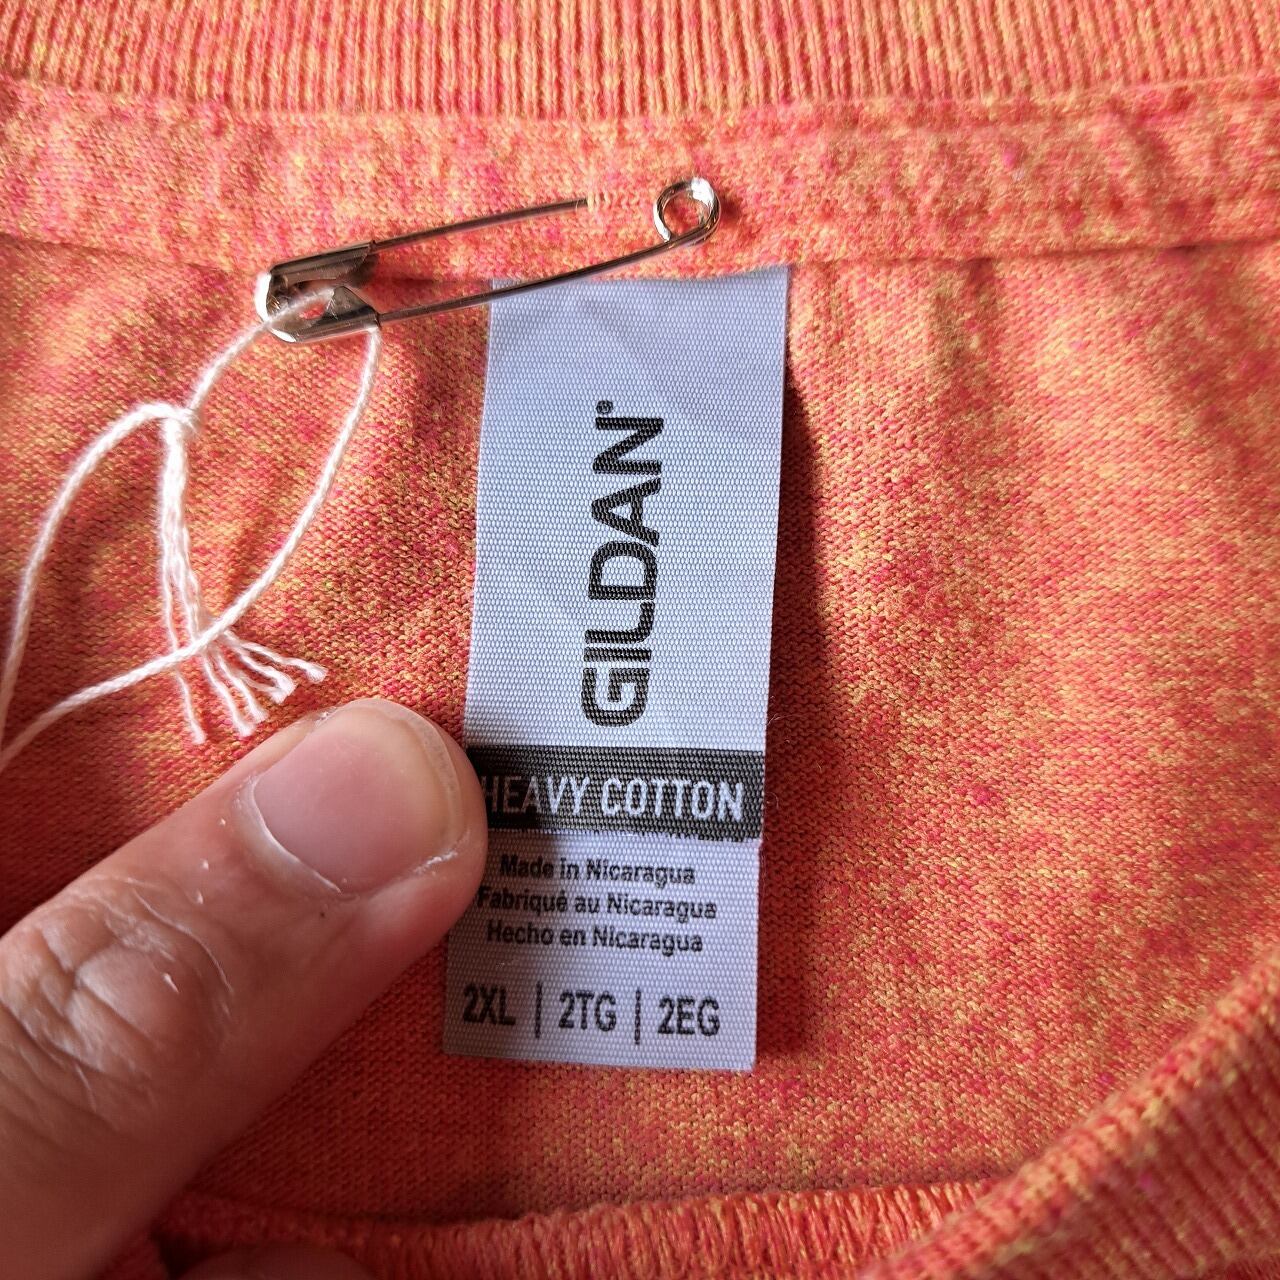 GILDAN®
HEAVY COTTON
Made in Nicaragua
Fabriqué au Nicaragua
Hecho en Nicaragua
2XL | 2TG | 2EG